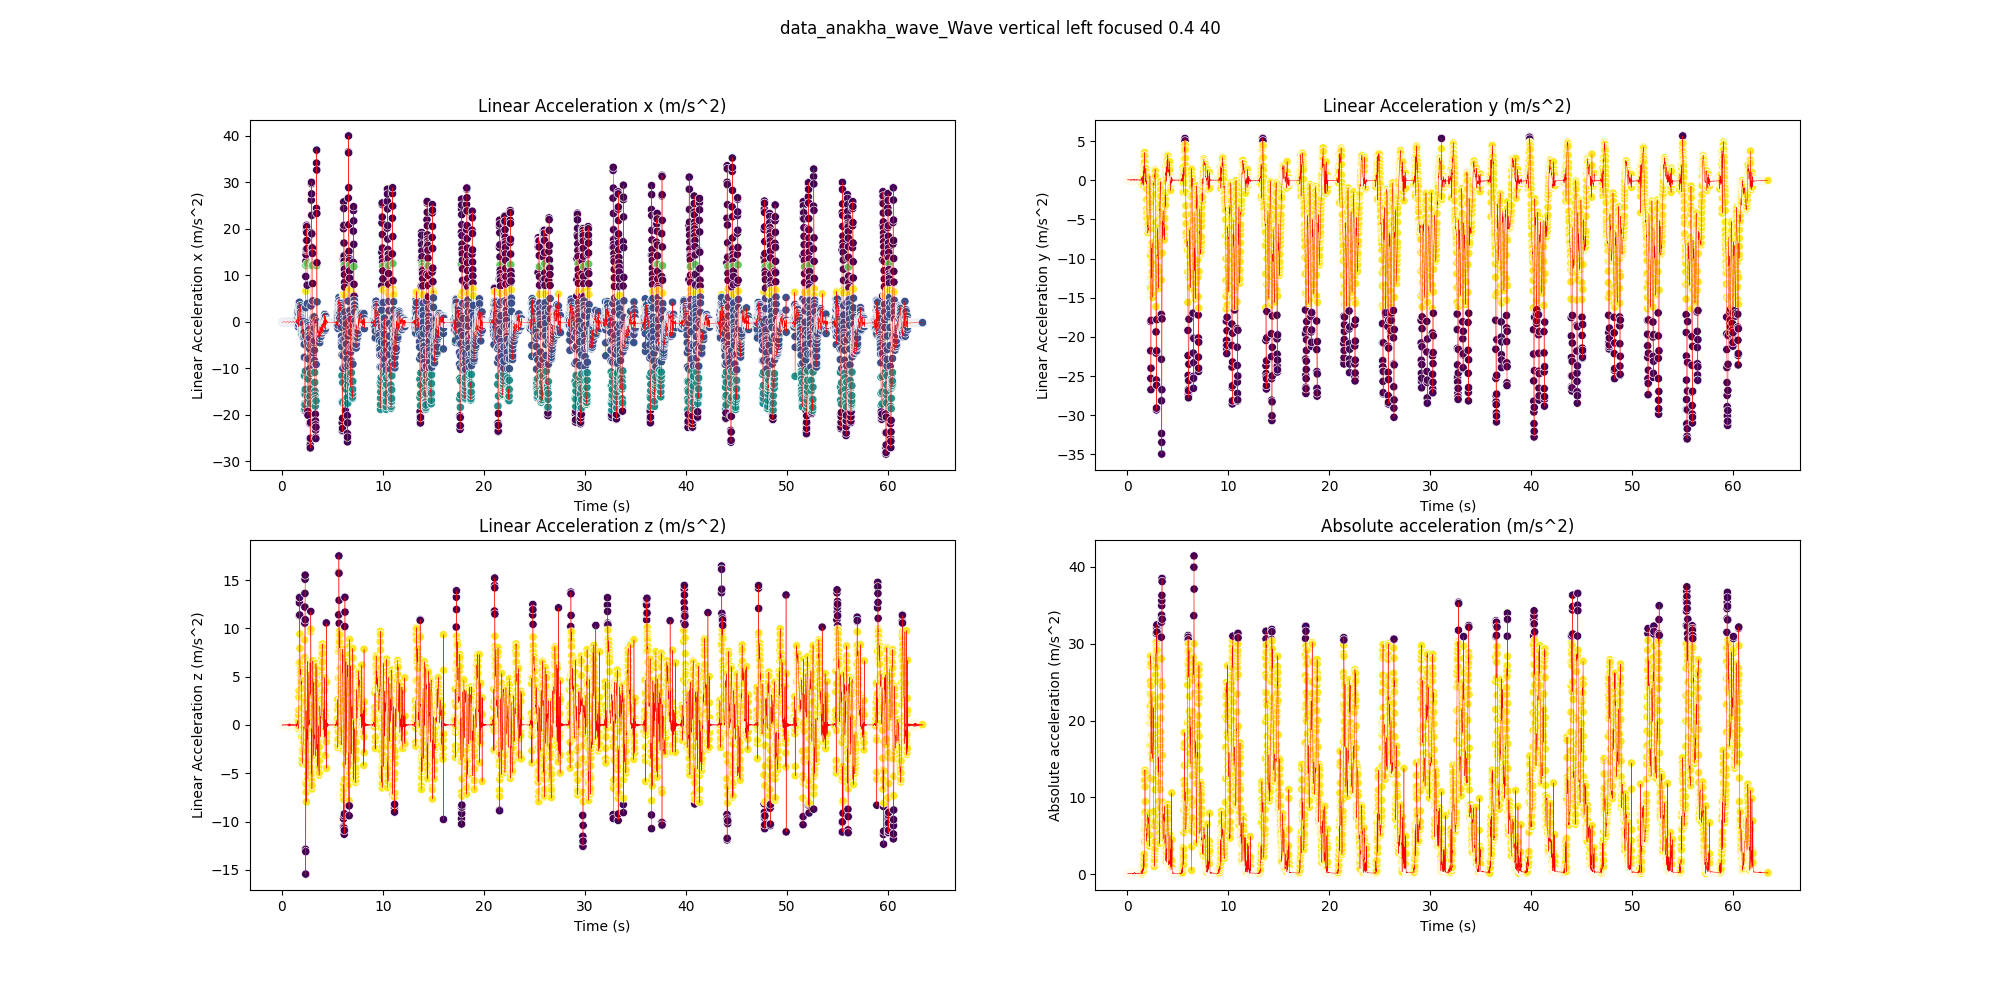 data_anakha_wave_Wave vertical left focused 0.4 40
Linear Acceleration x (m/s^2)
Linear Acceleration x (m/s^2)
40
30
20
10
0
−10
−20
−30
0 10 20 30 40 50 60
Time (s)
Linear Acceleration y (m/s^2)
Linear Acceleration y (m/s^2)
5
0
−5
−10
−15
−20
−25
−30
−35
0 10 20 30 40 50 60
Time (s)
Linear Acceleration z (m/s^2)
Linear Acceleration z (m/s^2)
15
10
5
0
−5
−10
−15
0 10 20 30 40 50 60
Time (s)
Absolute acceleration (m/s^2)
Absolute acceleration (m/s^2)
40
30
20
10
0
0 10 20 30 40 50 60
Time (s)